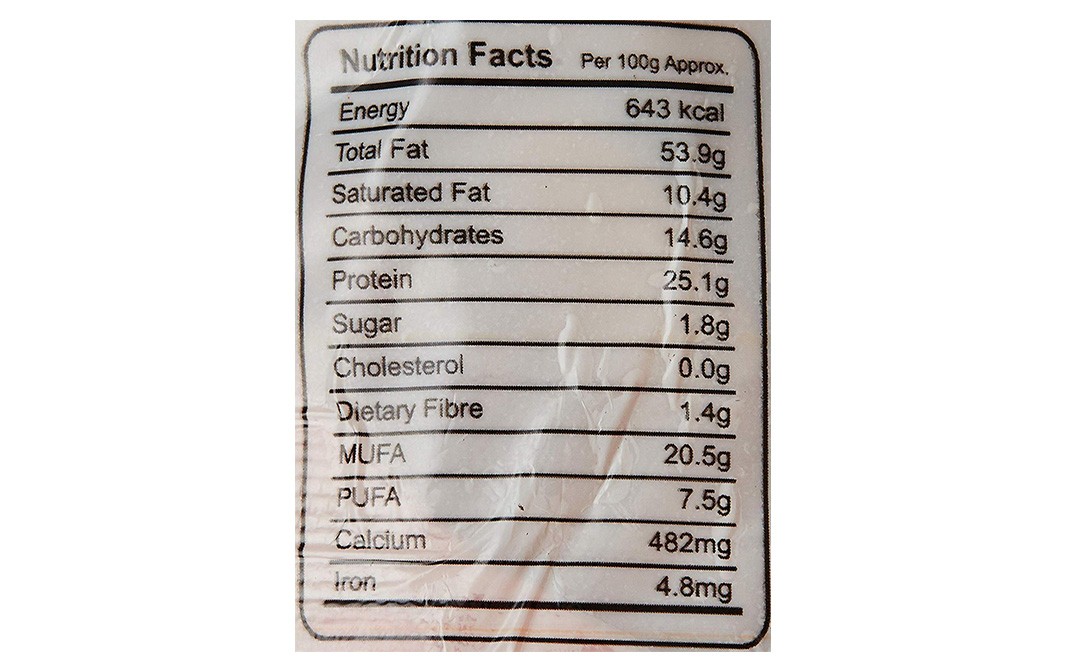 Nutrition Facts Per 100g Approx.
Energy 643 kcal
Total Fat 53.9g
Saturated Fat 10.4g
Carbohydrates 14.6g
Protein 25.1g
Sugar 1.8g
Cholesterol 0.0g
Dietary Fibre 1.4g
MUFA 20.5g
PUFA 7.5g
Calcium 482mg
Iron 4.8mg